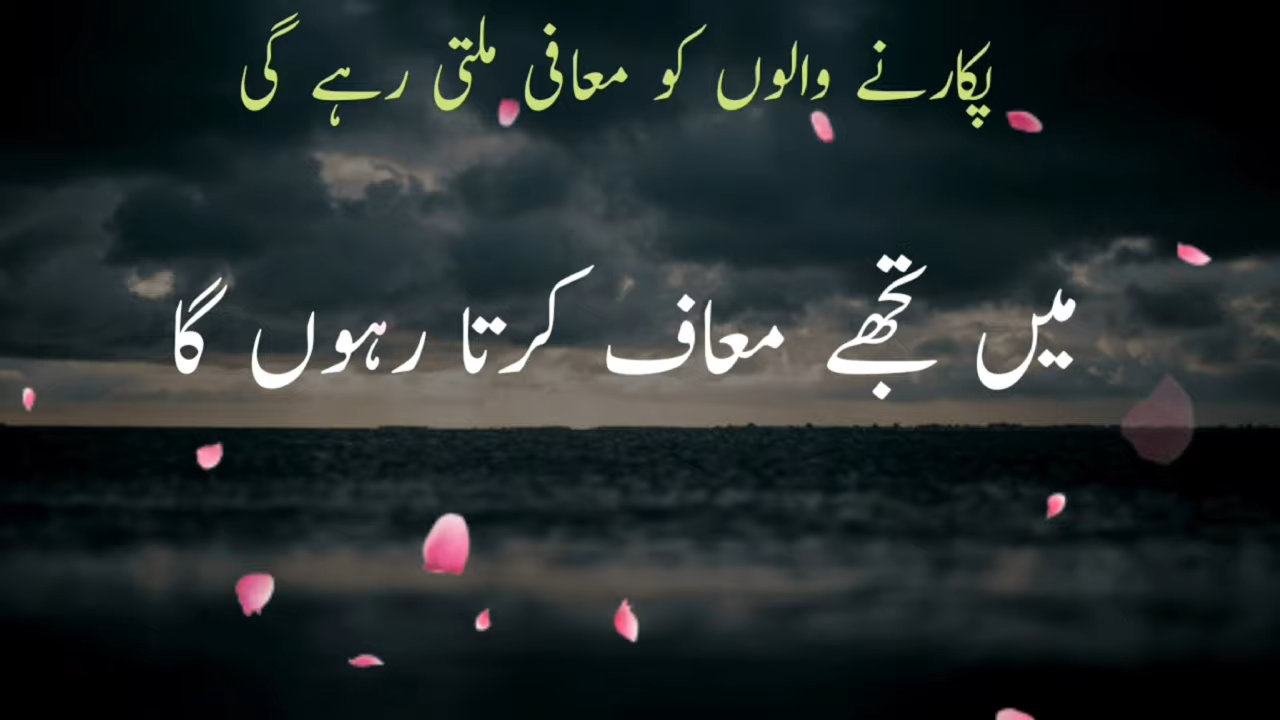 پکارنے والوں کو معافی ملتی رہے گی
میں تجھے معاف کرتا رہوں گا